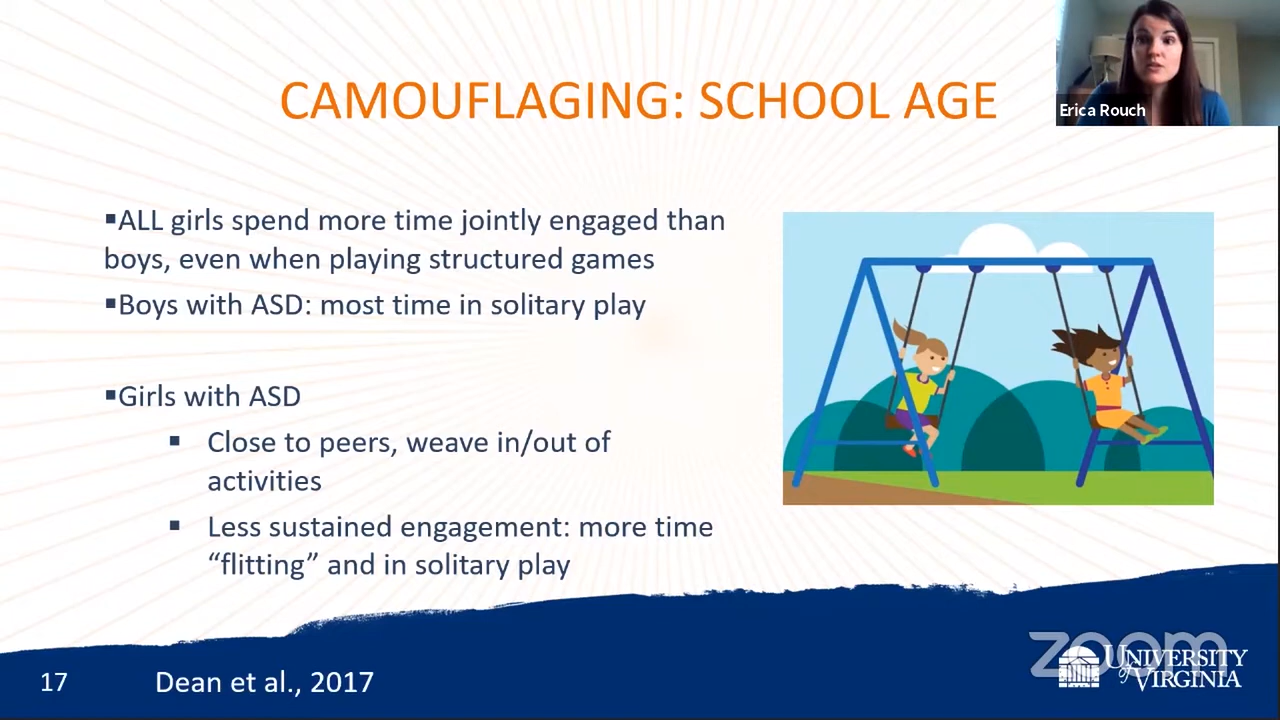 CAMOUFLAGING: SCHOOL AGE
Erica Rouch
▪ALL girls spend more time jointly engaged than
boys, even when playing structured games
▪Boys with ASD: most time in solitary play
▪Girls with ASD
▪ Close to peers, weave in/out of
activities
▪ Less sustained engagement: more time
“flitting” and in solitary play
17
Dean et al., 2017
zoom
UNIVERSITY
of VIRGINIA